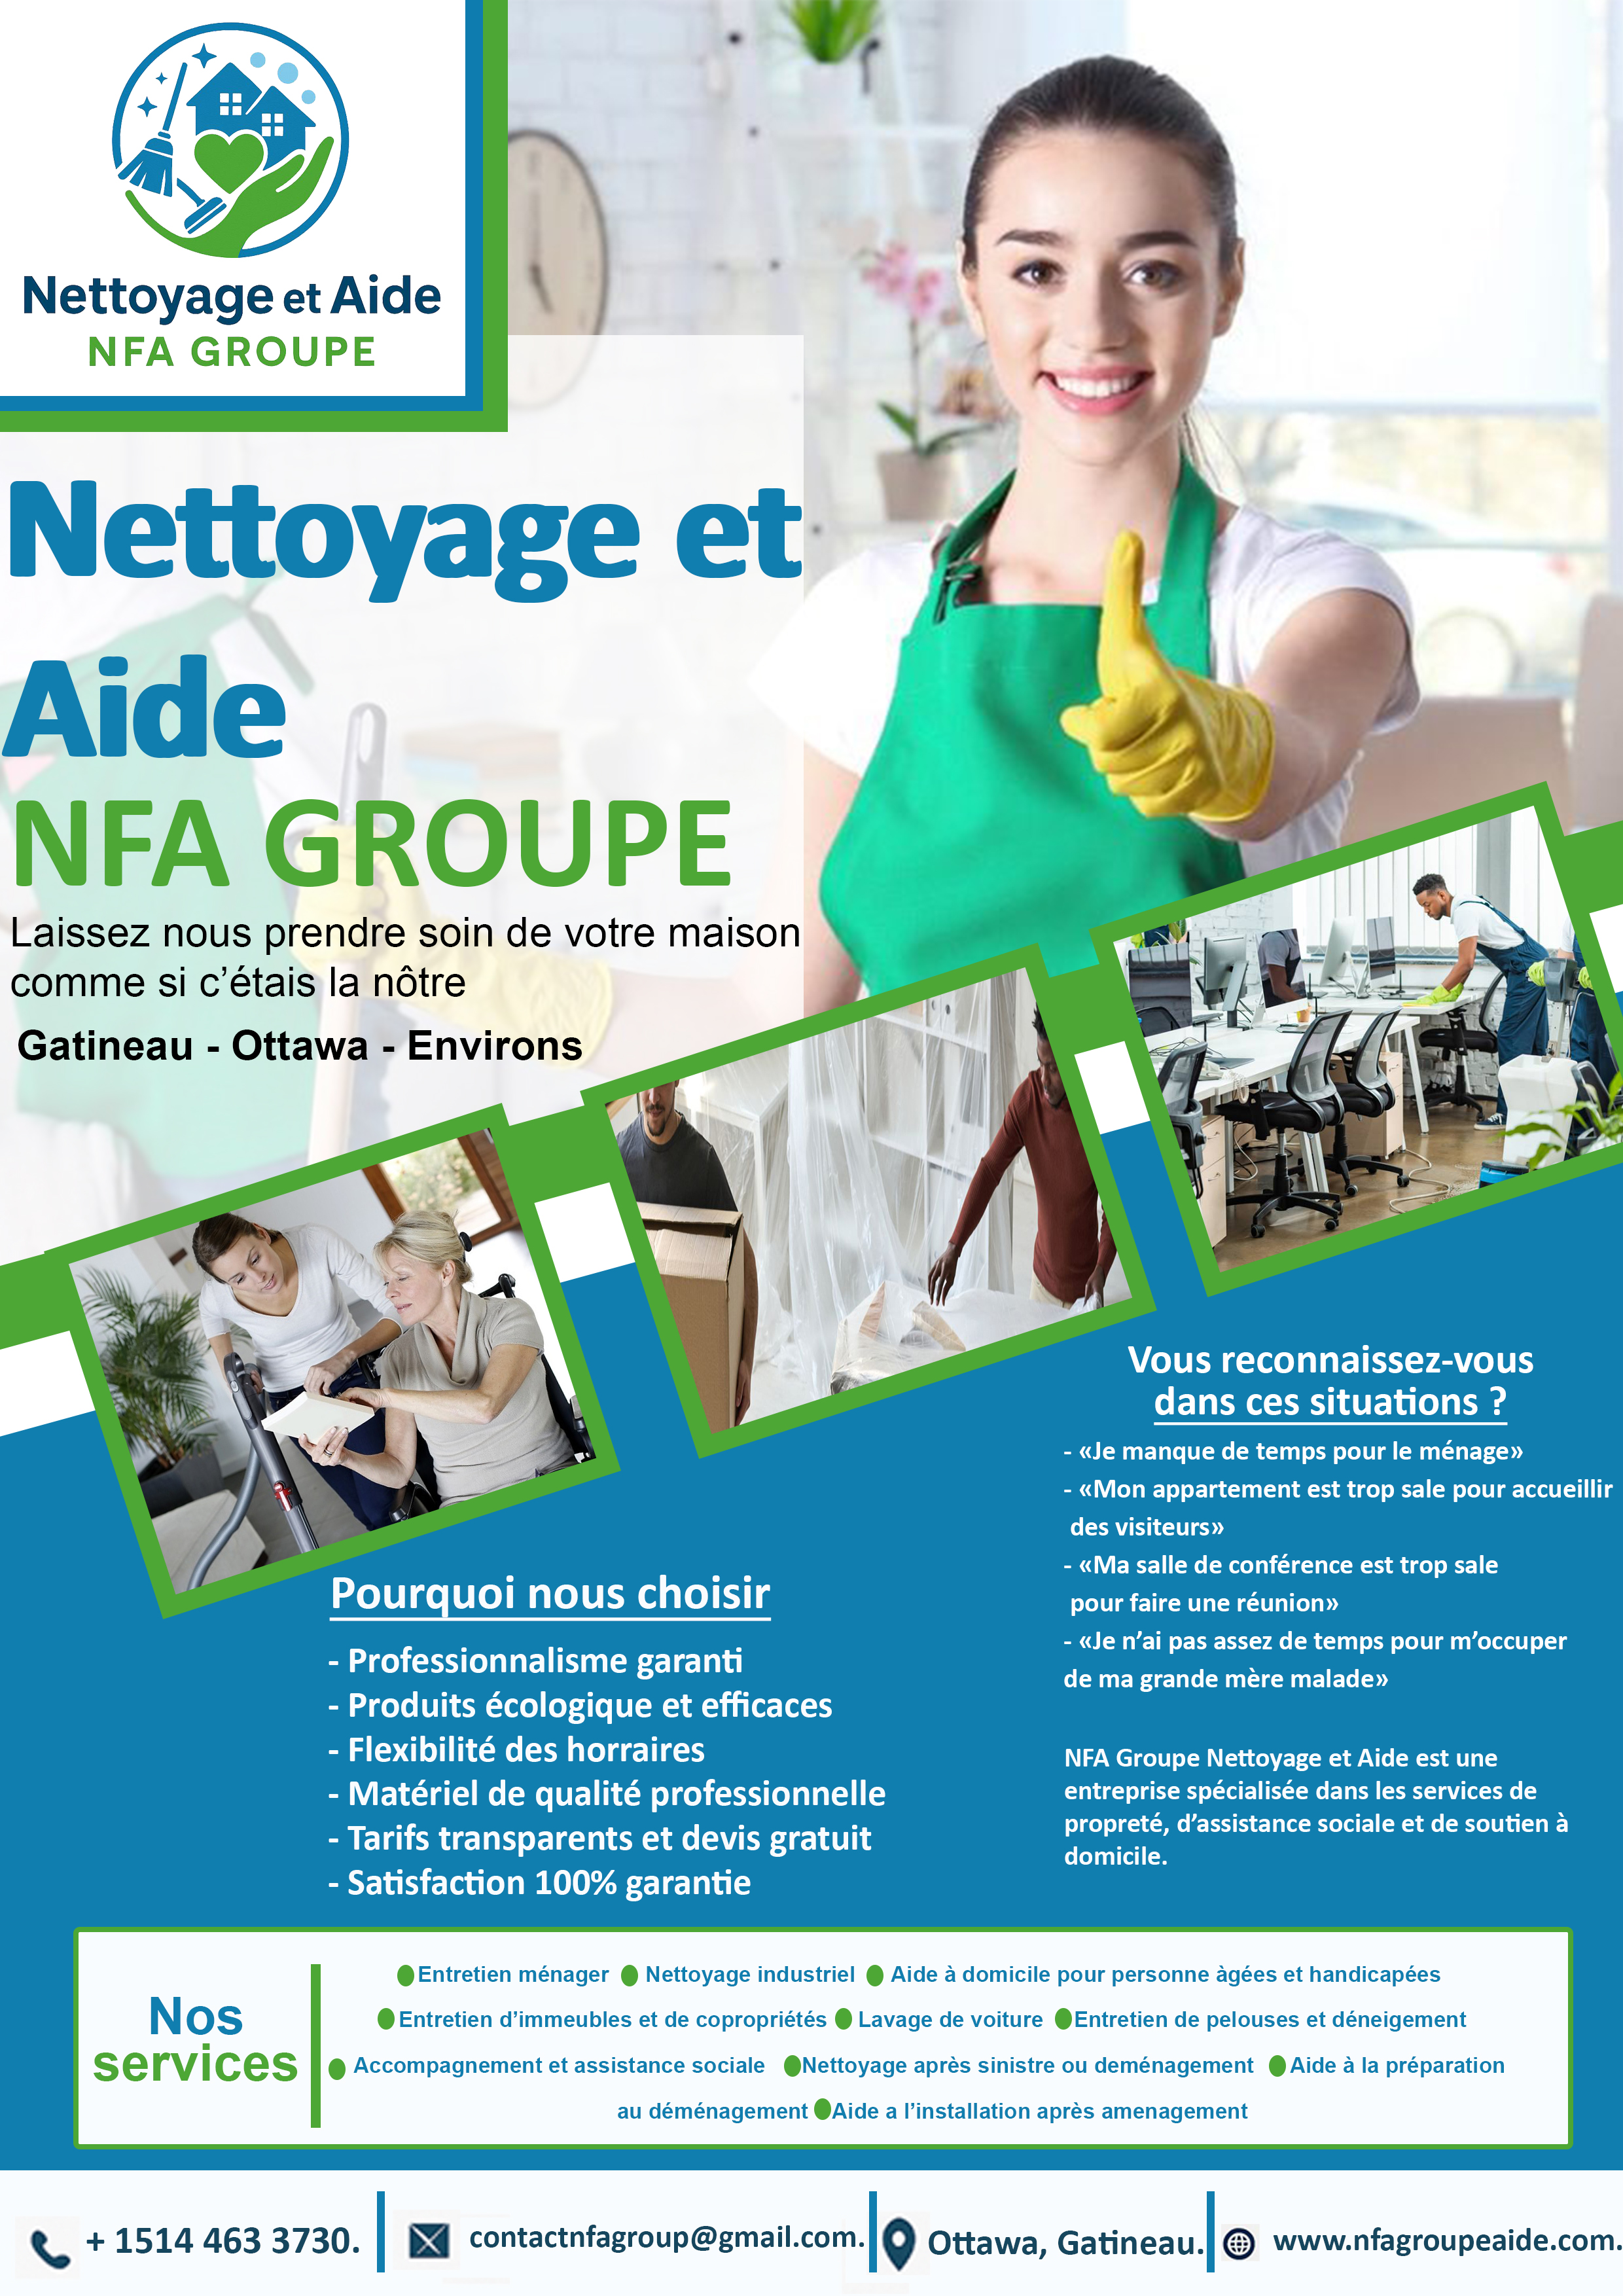 Nettoyage et Aide
NFA GROUPE
Nettoyage et
Aide
NFA GROUPE
Laissez nous prendre soin de votre maison
comme si c’étais la nôtre
Gatineau - Ottawa - Environs
Vous reconnaissez-vous
dans ces situations ?
- «Je manque de temps pour le ménage»
- «Mon appartement est trop sale pour accueillir
des visiteurs»
- «Ma salle de conférence est trop sale
pour faire une réunion»
- «Je n’ai pas assez de temps pour m’occuper
de ma grande mère malade»
NFA Groupe Nettoyage et Aide est une
entreprise spécialisée dans les services de
propreté, d’assistance sociale et de soutien à
domicile.
Pourquoi nous choisir
- Professionnalisme garanti
- Produits écologique et efficaces
- Flexibilité des horraires
- Matériel de qualité professionnelle
- Tarifs transparents et devis gratuit
- Satisfaction 100% garantie
Nos
services
Entretien ménager Nettoyage industriel Aide à domicile pour personne àgées et handicapées
Entretien d’immeubles et de copropriétés Lavage de voiture Entretien de pelouses et déneigement
Accompagnement et assistance sociale Nettoyage après sinistre ou deménagement Aide à la préparation
au déménagement Aide a l’installation après amenagement
+ 1514 463 3730.
contactnfagroup@gmail.com.
Ottawa, Gatineau.
www.nfagroupeaide.com.